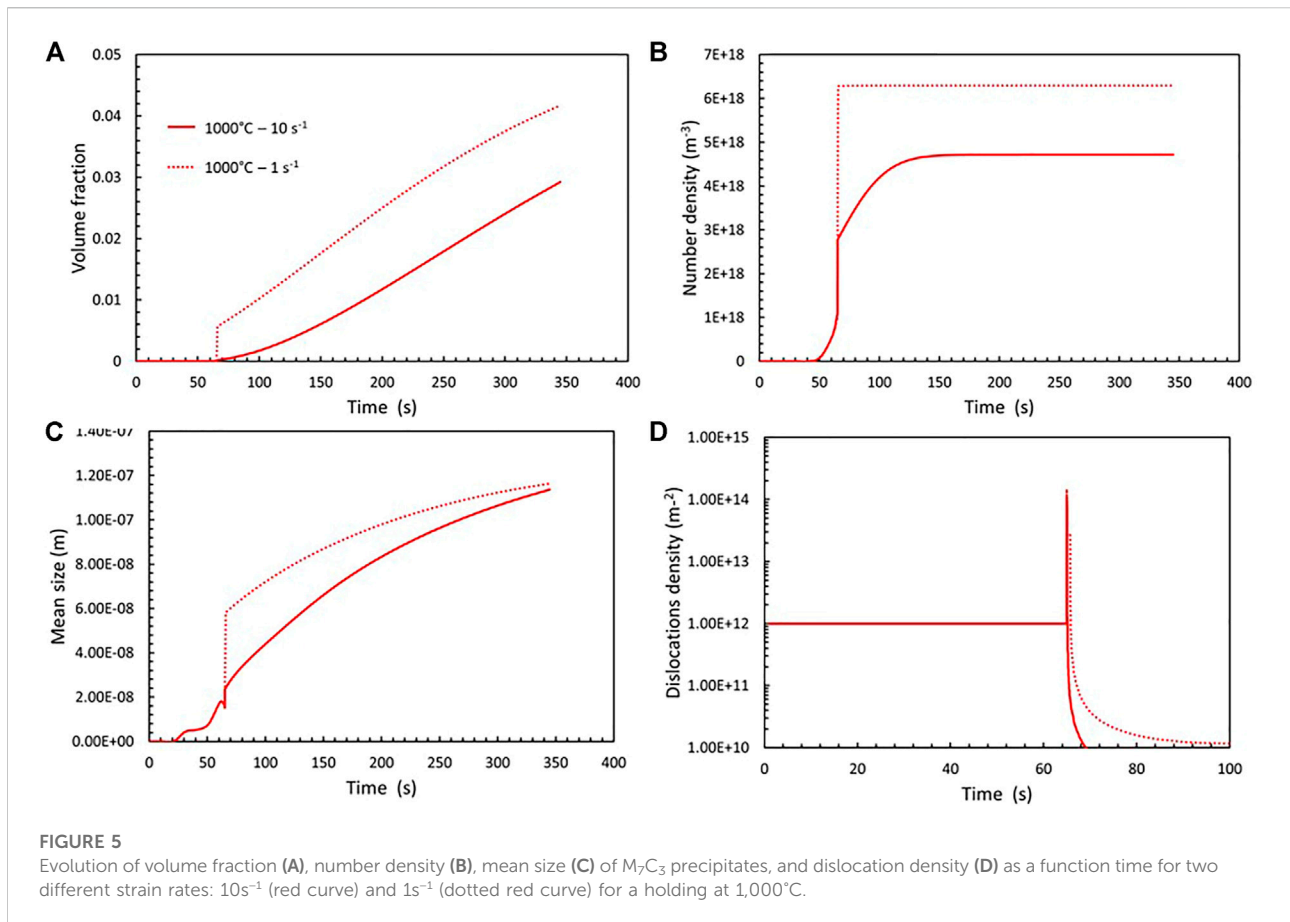 A
0.05
0.04
0.03
0.02
0.01
0
Volume fraction
1000°C – 10 s⁻¹
1000°C – 1 s⁻¹
0 50 100 150 200 250 300 350 400
Time (s)
B
7E+18
6E+18
5E+18
4E+18
3E+18
2E+18
1E+18
0
Number density (m⁻³)
0 50 100 150 200 250 300 350 400
Time (s)
C
1.40E-07
1.20E-07
1.00E-07
8.00E-08
6.00E-08
4.00E-08
2.00E-08
0.00E+00
Mean size (m)
0 50 100 150 200 250 300 350 400
Time (s)
D
1.00E+15
1.00E+14
1.00E+13
1.00E+12
1.00E+11
1.00E+10
Dislocations density (m⁻²)
0 20 40 60 80 100
Time (s)
FIGURE 5
Evolution of volume fraction (A), number density (B), mean size (C) of M₇C₃ precipitates, and dislocation density (D) as a function time for two
different strain rates: 10s⁻¹ (red curve) and 1s⁻¹ (dotted red curve) for a holding at 1,000°C.